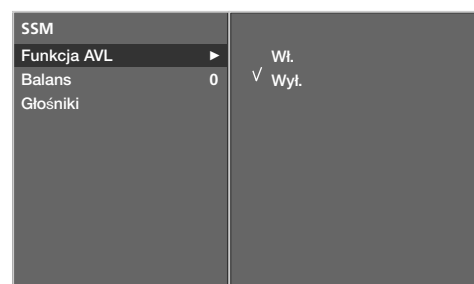 SSM
Funkcja AVL ►
Balans 0
Głośniki
Wł.
√ Wył.